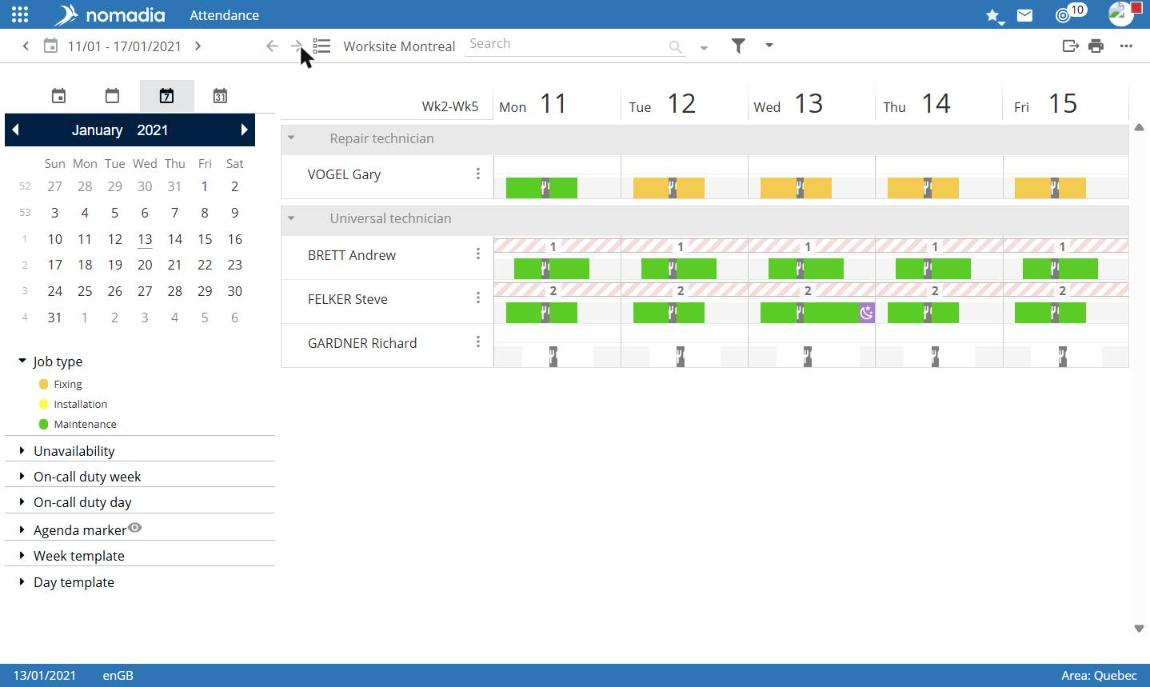 nomadia Attendance 10
11/01 - 17/01/2021 Worksite Montreal Search
7 31
January 2021
Sun Mon Tue Wed Thu Fri Sat
52 27 28 29 30 31 1 2
53 3 4 5 6 7 8 9
1 10 11 12 13 14 15 16
2 17 18 19 20 21 22 23
3 24 25 26 27 28 29 30
4 31 1 2 3 4 5 6
Job type
Fixing
Installation
Maintenance
Unavailability
On-call duty week
On-call duty day
Agenda marker
Week template
Day template
Wk2-Wk5 Mon 11 Tue 12 Wed 13 Thu 14 Fri 15
Repair technician
VOGEL Gary
Universal technician
BRETT Andrew 1 1 1 1 1
FELKER Steve 2 2 2 2 2
GARDNER Richard
13/01/2021 enGB Area: Quebec